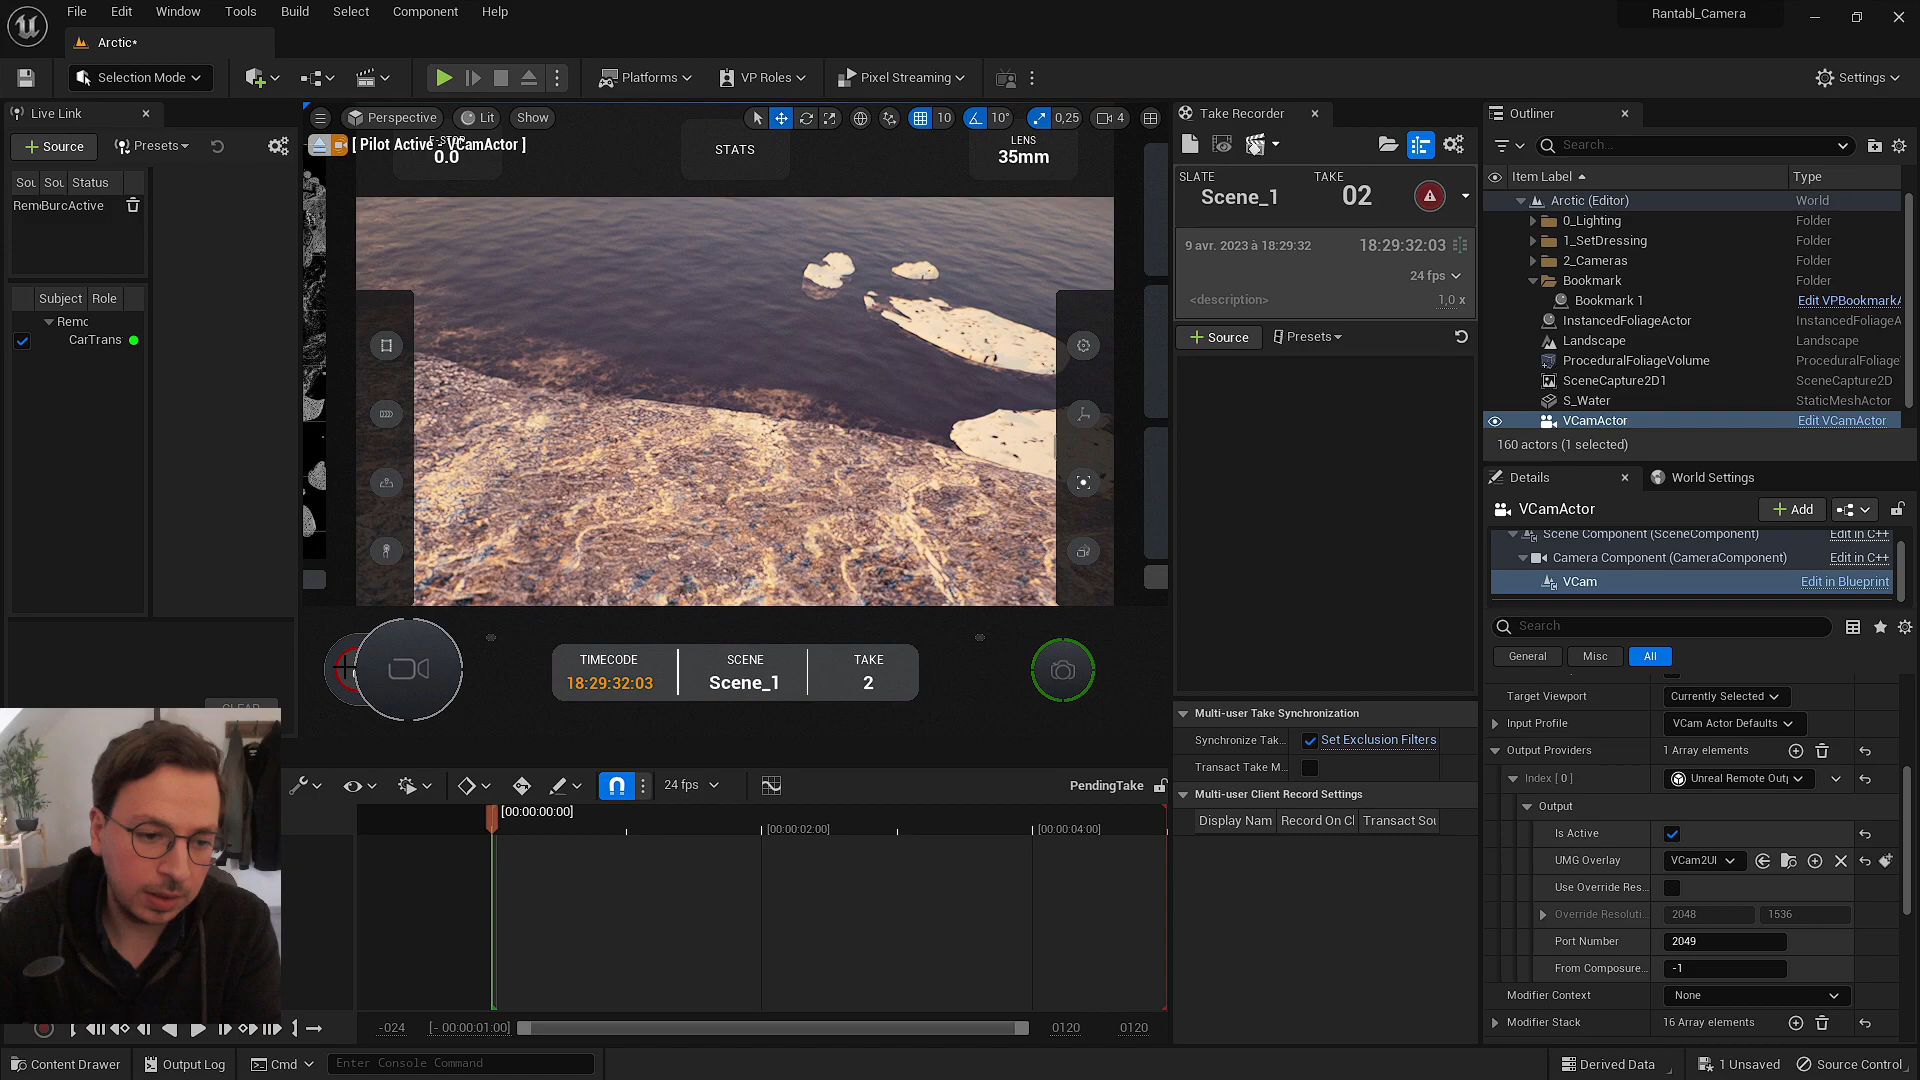 File Edit Window Tools Build Select Component Help
Rantabl_Camera
Arctic*
Selection Mode
Platforms
VP Roles
Pixel Streaming
Settings
Live Link
Source
Presets
Sou Sou Status
Rem BurcActive
Subject Role
Remc
CarTrans
CLEAR
Perspective
Lit
Show
10
10°
0,25
4
[ Pilot Active - VCamActor ]
F-STOP
0.0
STATS
LENS
35mm
TIMECODE
18:29:32:03
SCENE
Scene_1
TAKE
2
24 fps
PendingTake
[00:00:00:00]
[00:00:02:00]
[00:00:04:00]
-024
[- 00:00:01:00]
0120
0120
Take Recorder
SLATE
Scene_1
TAKE
02
9 avr. 2023 à 18:29:32
18:29:32:03
24 fps
<description>
1,0 x
Source
Presets
Multi-user Take Synchronization
Synchronize Tak...
Set Exclusion Filters
Transact Take M...
Multi-user Client Record Settings
Display Nam
Record On Cl
Transact Sou
Outliner
Search...
Item Label
Type
Arctic (Editor) World
0_Lighting Folder
1_SetDressing Folder
2_Cameras Folder
Bookmark Folder
Bookmark 1 Edit VPBookmarkA
InstancedFoliageActor InstancedFoliageA
Landscape Landscape
ProceduralFoliageVolume ProceduralFoliage
SceneCapture2D1 SceneCapture2D
S_Water StaticMeshActor
VCamActor Edit VCamActor
160 actors (1 selected)
Details
World Settings
VCamActor
Add
Scene Component (SceneComponent) Edit in C++
Camera Component (CameraComponent) Edit in C++
VCam Edit in Blueprint
Search
General
Misc
All
Target Viewport Currently Selected
Input Profile VCam Actor Defaults
Output Providers 1 Array elements
Index [ 0 ] Unreal Remote Outp
Output
Is Active
UMG Overlay VCam2UI
Use Override Res...
Override Resoluti... 2048 1536
Port Number 2049
From Composure... -1
Modifier Context None
Modifier Stack 16 Array elements
Content Drawer
Output Log
Cmd
Enter Console Command
Derived Data
1 Unsaved
Source Control